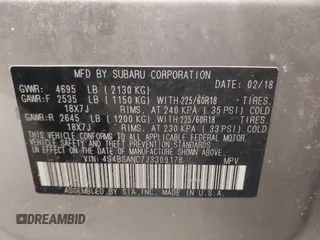 MFD BY SUBARU CORPORATION DATE 02/18
GVWR: 4695 LB (2130 KG)
GAWR:F 2535 LB (1150 KG) WITH 225/60R18 TIRES.
18X7J RIMS, AT 240 KPA (35 PSI) COLD
GAWR:R 2645 LB (1200 KG) WITH 225/60R18 TIRES.
18X7J RIMS, AT 230 KPA (33 PSI) COLD
THIS VEHICLE CONFORMS TO ALL APPLICABLE FEDERAL MOTOR
VEHICLE SAFETY, BUMPER, AND THEFT PREVENTION STANDARDS
IN EFFECT ON THE DATE OF MANUFACTURE SHOWN ABOVE.
VIN: 4S4BSANC7J3309178 MPV
ASSEMBLED BY SIA, INC. MADE IN U.S.A.
DREAMBID